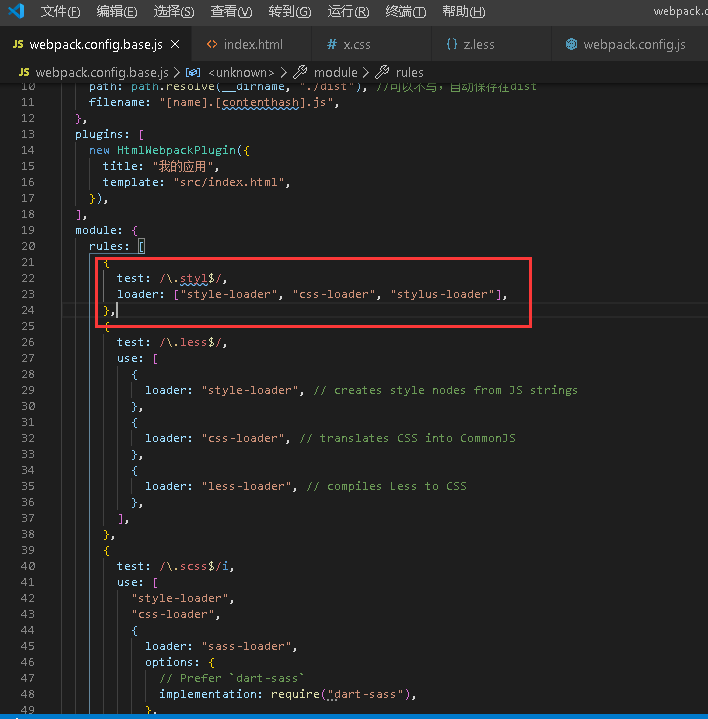 文件(F) 编辑(E) 选择(S) 查看(V) 转到(G) 运行(R) 终端(T) 帮助(H) webpack.co
JS webpack.config.base.js × <> index.html # x.css {} z.less webpack.config.js
JS webpack.config.base.js > <unknown> > module > rules
10 path: path.resolve(__dirname, "./dist"), //可以不写，自动保存在dist
11 filename: "[name].[contenthash].js",
12 },
13 plugins: [
14 new HtmlWebpackPlugin({
15 title: "我的应用",
16 template: "src/index.html",
17 }),
18 ],
19 module: {
20 rules: [
21 {
22 test: /\.styl$/,
23 loader: ["style-loader", "css-loader", "stylus-loader"],
24 },
25 {
26 test: /\.less$/,
27 use: [
28 {
29 loader: "style-loader", // creates style nodes from JS strings
30 },
31 {
32 loader: "css-loader", // translates CSS into CommonJS
33 },
34 {
35 loader: "less-loader", // compiles Less to CSS
36 },
37 ],
38 },
39 {
40 test: /\.scss$/i,
41 use: [
42 "style-loader",
43 "css-loader",
44 {
45 loader: "sass-loader",
46 options: {
47 // Prefer `dart-sass`
48 implementation: require("dart-sass"),
49 },